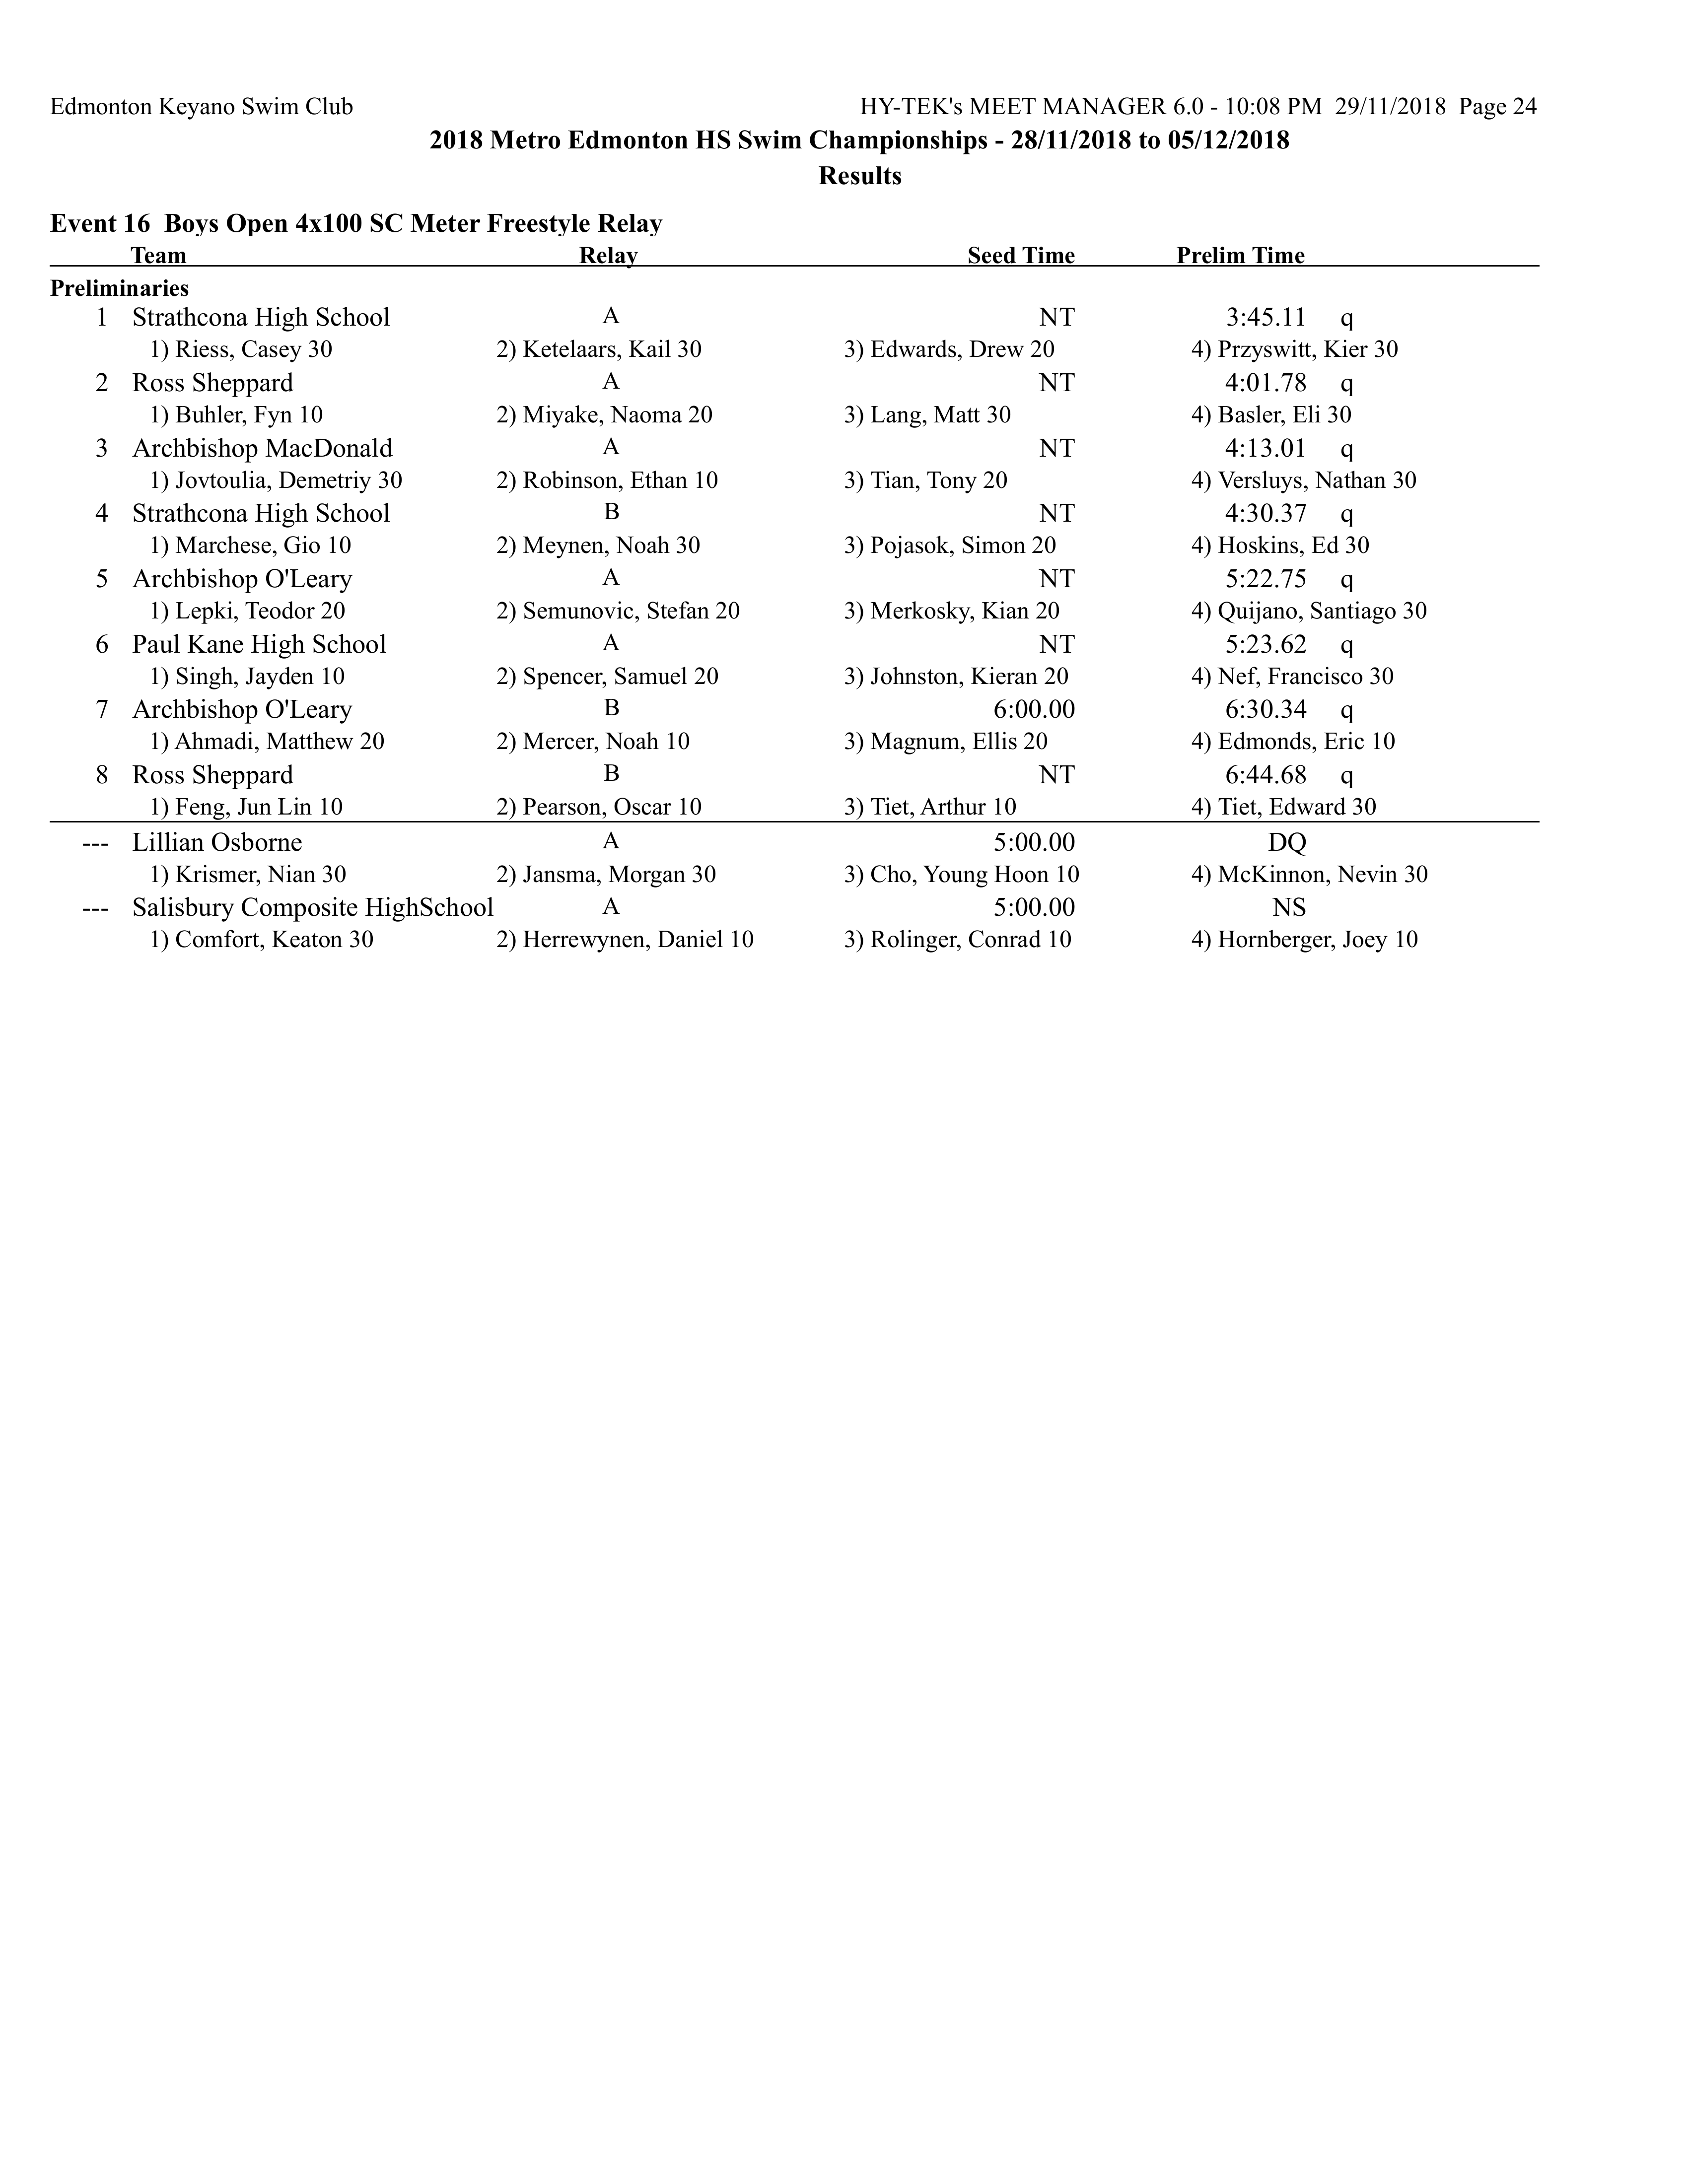 Edmonton Keyano Swim Club HY-TEK's MEET MANAGER 6.0 - 10:08 PM 29/11/2018 Page 24
2018 Metro Edmonton HS Swim Championships - 28/11/2018 to 05/12/2018
Results
Event 16 Boys Open 4x100 SC Meter Freestyle Relay
Team Relay Seed Time Prelim Time
Preliminaries
1 Strathcona High School A NT 3:45.11 q
1) Riess, Casey 30 2) Ketelaars, Kail 30 3) Edwards, Drew 20 4) Przyswitt, Kier 30
2 Ross Sheppard A NT 4:01.78 q
1) Buhler, Fyn 10 2) Miyake, Naoma 20 3) Lang, Matt 30 4) Basler, Eli 30
3 Archbishop MacDonald A NT 4:13.01 q
1) Jovtoulia, Demetriy 30 2) Robinson, Ethan 10 3) Tian, Tony 20 4) Versluys, Nathan 30
4 Strathcona High School B NT 4:30.37 q
1) Marchese, Gio 10 2) Meynen, Noah 30 3) Pojasok, Simon 20 4) Hoskins, Ed 30
5 Archbishop O'Leary A NT 5:22.75 q
1) Lepki, Teodor 20 2) Semunovic, Stefan 20 3) Merkosky, Kian 20 4) Quijano, Santiago 30
6 Paul Kane High School A NT 5:23.62 q
1) Singh, Jayden 10 2) Spencer, Samuel 20 3) Johnston, Kieran 20 4) Nef, Francisco 30
7 Archbishop O'Leary B 6:00.00 6:30.34 q
1) Ahmadi, Matthew 20 2) Mercer, Noah 10 3) Magnum, Ellis 20 4) Edmonds, Eric 10
8 Ross Sheppard B NT 6:44.68 q
1) Feng, Jun Lin 10 2) Pearson, Oscar 10 3) Tiet, Arthur 10 4) Tiet, Edward 30
--- Lillian Osborne A 5:00.00 DQ
1) Krismer, Nian 30 2) Jansma, Morgan 30 3) Cho, Young Hoon 10 4) McKinnon, Nevin 30
--- Salisbury Composite HighSchool A 5:00.00 NS
1) Comfort, Keaton 30 2) Herrewynen, Daniel 10 3) Rolinger, Conrad 10 4) Hornberger, Joey 10